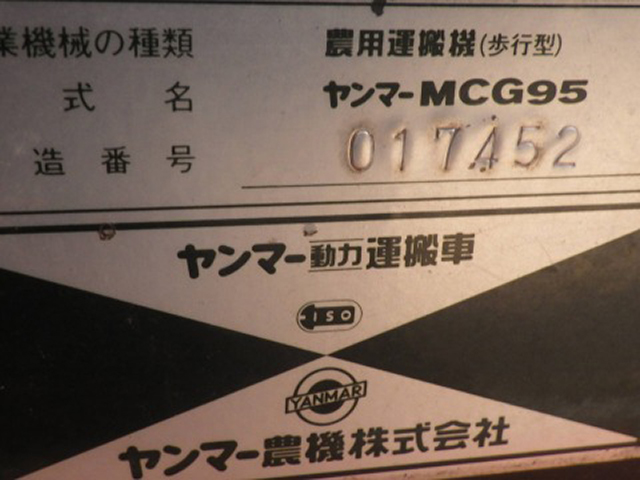 業機械の種類 農用運搬機(歩行型)
式名 ヤンマーMCG95
造番号 017452
ヤンマー動力運搬車
ISO
YANMAR
ヤンマー農機株式会社